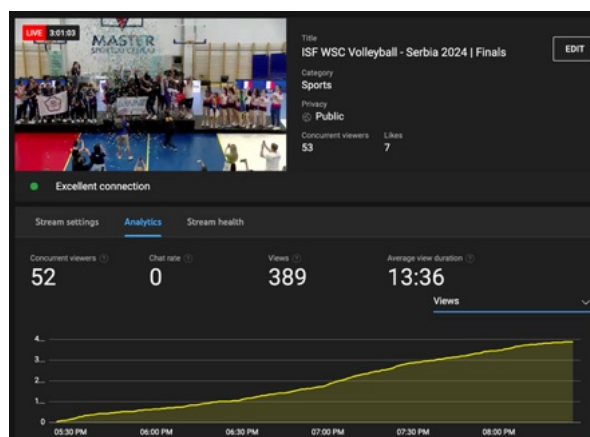 LIVE 3:01:03
MASTER
Title
ISF WSC Volleyball - Serbia 2024 | Finals
EDIT
Category
Sports
Privacy
Public
Concurrent viewers Likes
53 7
Excellent connection
Stream settings Analytics Stream health
Concurrent viewers Chat rate Views Average view duration
52 0 389 13:36
Views
4...
3...
2...
1...
0
05:30 PM 06:00 PM 06:30 PM 07:00 PM 07:30 PM 08:00 PM